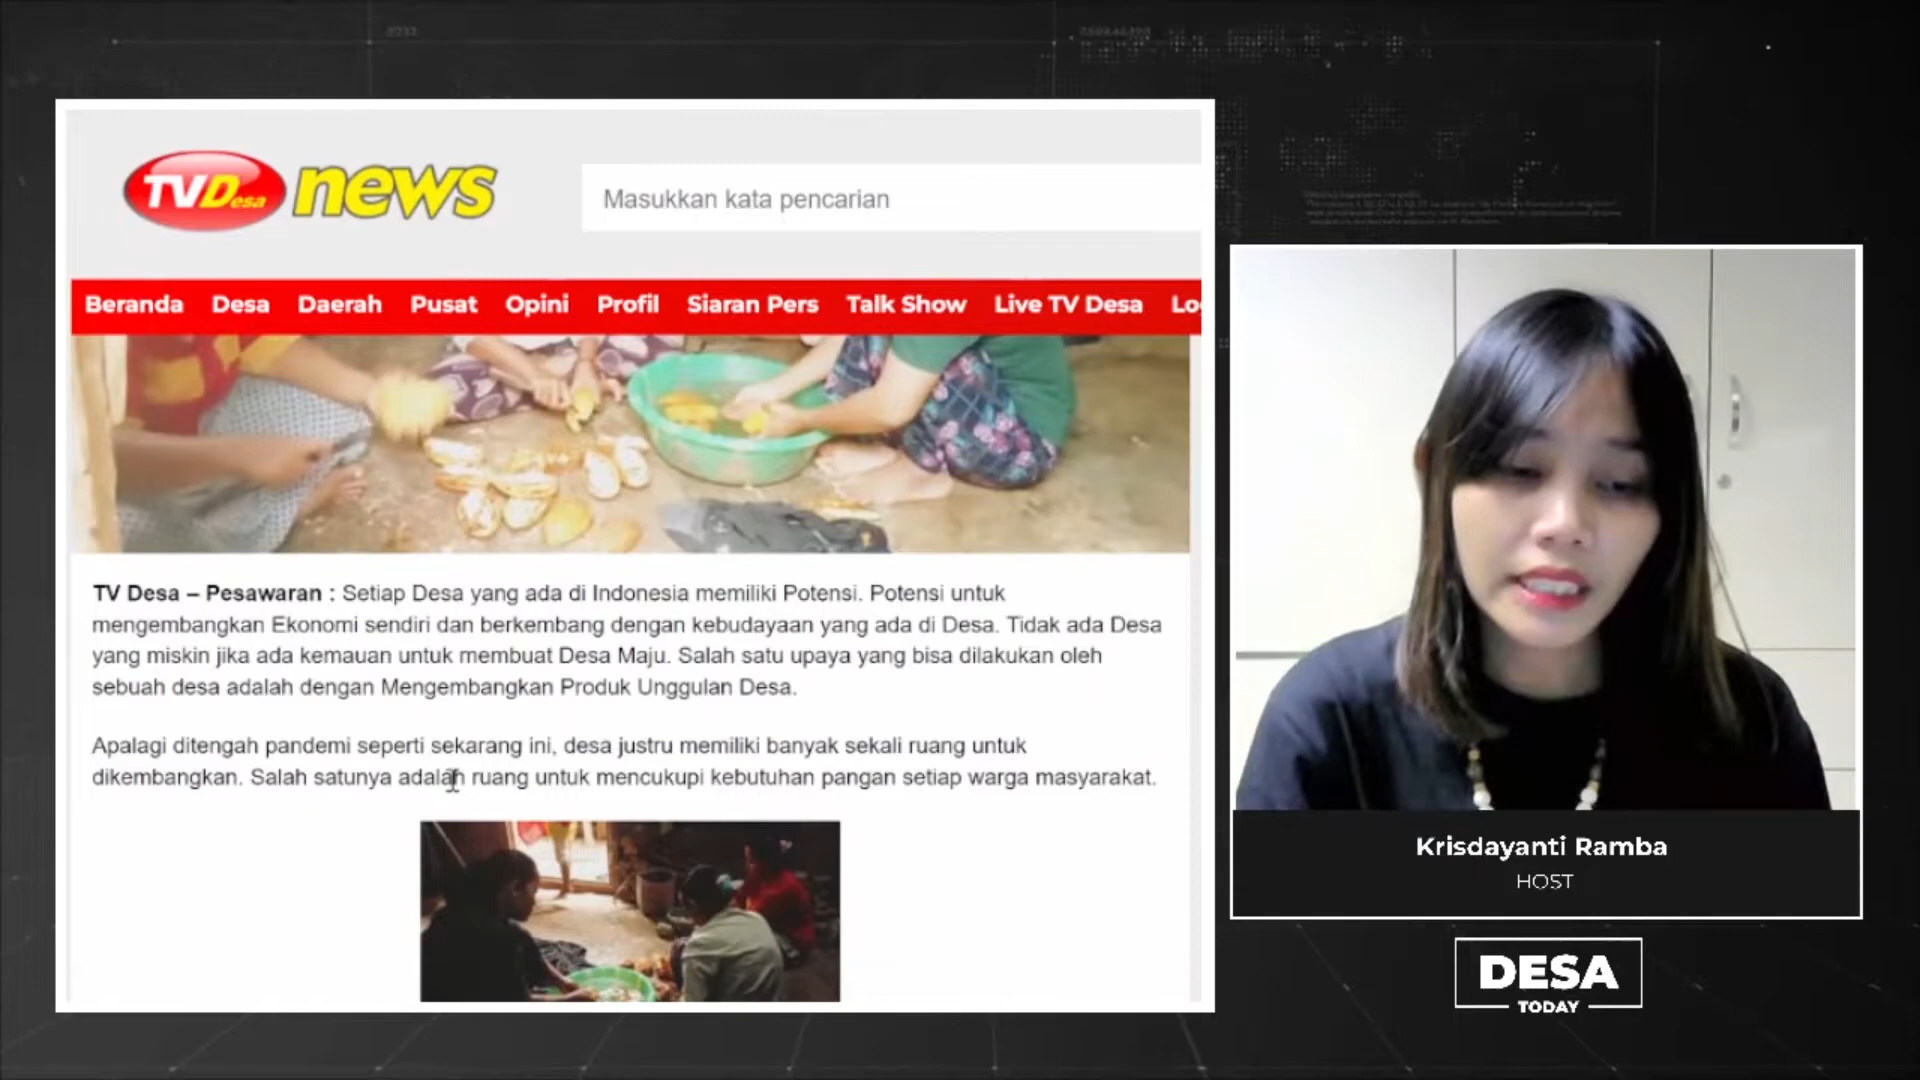 TVDesa news
Masukkan kata pencarian
Beranda Desa Daerah Pusat Opini Profil Siaran Pers Talk Show Live TV Desa
TV Desa – Pesawaran : Setiap Desa yang ada di Indonesia memiliki Potensi. Potensi untuk
mengembangkan Ekonomi sendiri dan berkembang dengan kebudayaan yang ada di Desa. Tidak ada Desa
yang miskin jika ada kemauan untuk membuat Desa Maju. Salah satu upaya yang bisa dilakukan oleh
sebuah desa adalah dengan Mengembangkan Produk Unggulan Desa.
Apalagi ditengah pandemi seperti sekarang ini, desa justru memiliki banyak sekali ruang untuk
dikembangkan. Salah satunya adalah ruang untuk mencukupi kebutuhan pangan setiap warga masyarakat.
Krisdayanti Ramba
HOST
DESA
TODAY